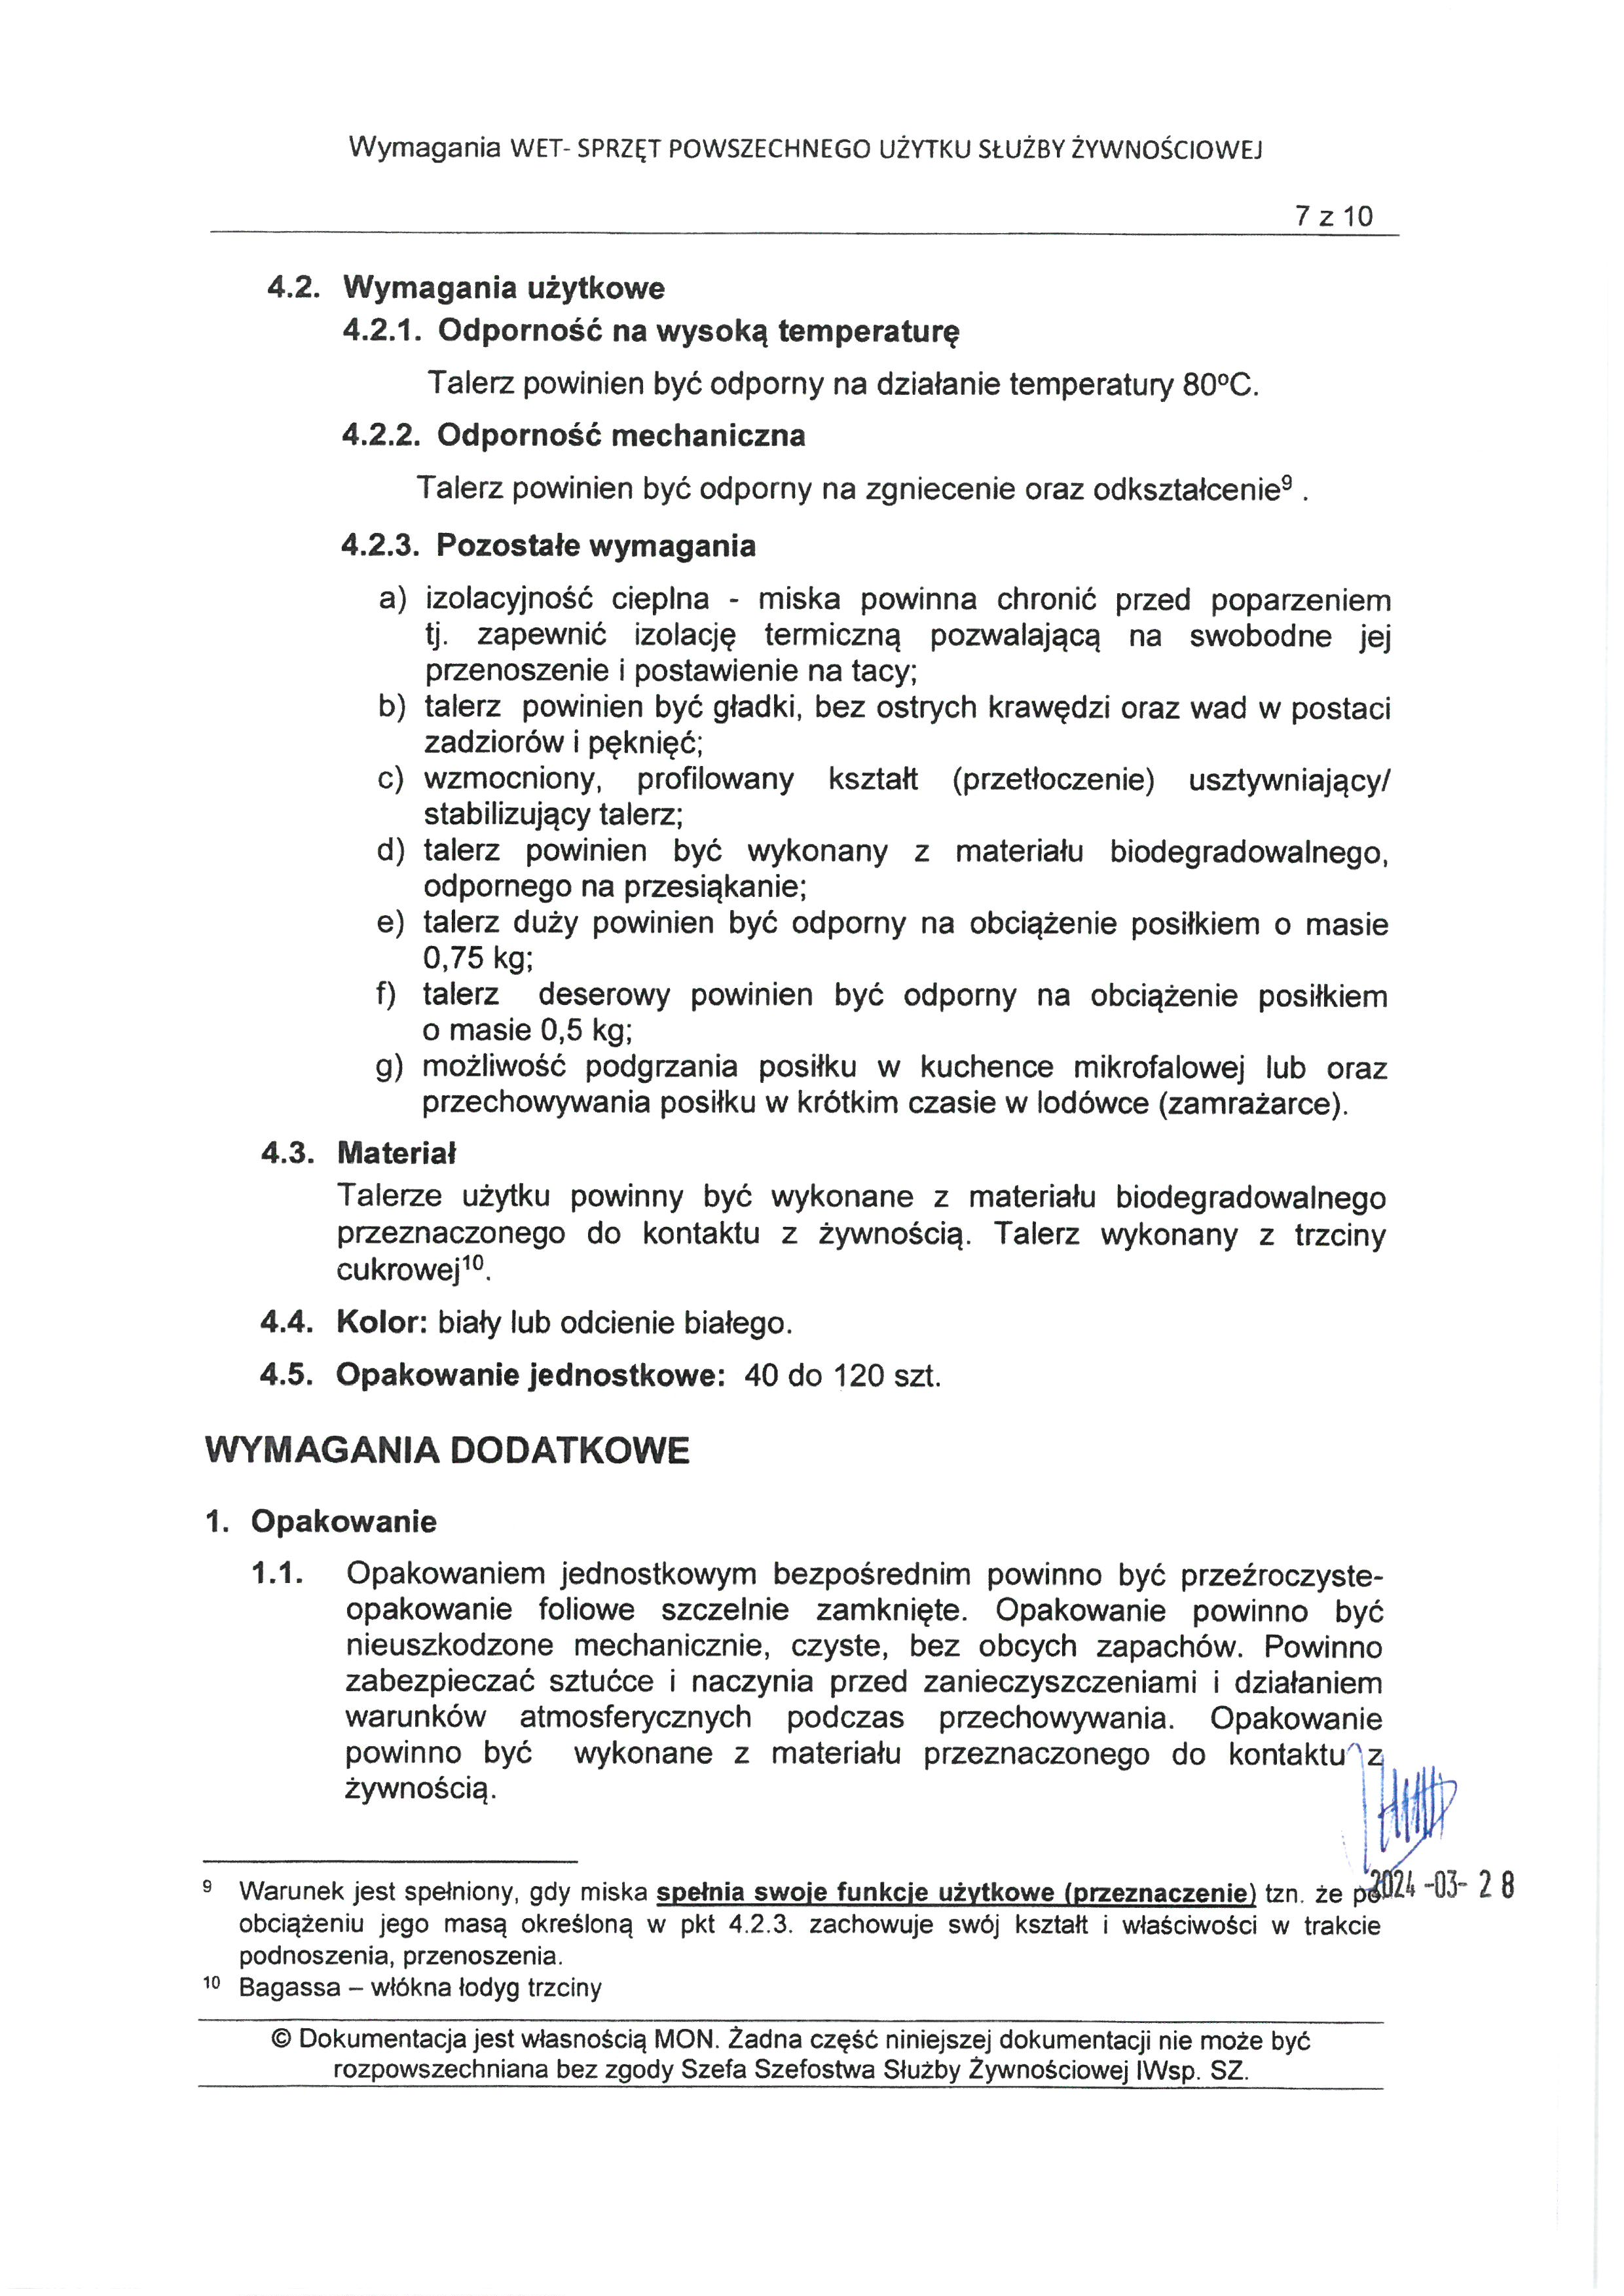 Wymagania WET- SPRZĘT POWSZECHNEGO UŻYTKU SŁUŻBY ŻYWNOŚCIOWEJ
7 z 10
4.2. Wymagania użytkowe
4.2.1. Odporność na wysoką temperaturę
Talerz powinien być odporny na działanie temperatury 80ºC.
4.2.2. Odporność mechaniczna
Talerz powinien być odporny na zgniecenie oraz odkształcenie⁹ .
4.2.3. Pozostałe wymagania
a) izolacyjność cieplna - miska powinna chronić przed poparzeniem
tj. zapewnić izolację termiczną pozwalającą na swobodne jej
przenoszenie i postawienie na tacy;
b) talerz powinien być gładki, bez ostrych krawędzi oraz wad w postaci
zadziorów i pęknięć;
c) wzmocniony, profilowany kształt (przetłoczenie) usztywniający/
stabilizujący talerz;
d) talerz powinien być wykonany z materiału biodegradowalnego,
odpornego na przesiąkanie;
e) talerz duży powinien być odporny na obciążenie posiłkiem o masie
0,75 kg;
f) talerz deserowy powinien być odporny na obciążenie posiłkiem
o masie 0,5 kg;
g) możliwość podgrzania posiłku w kuchence mikrofalowej lub oraz
przechowywania posiłku w krótkim czasie w lodówce (zamrażarce).
4.3. Materiał
Talerze użytku powinny być wykonane z materiału biodegradowalnego
przeznaczonego do kontaktu z żywnością. Talerz wykonany z trzciny
cukrowej¹⁰.
4.4. Kolor: biały lub odcienie białego.
4.5. Opakowanie jednostkowe: 40 do 120 szt.
WYMAGANIA DODATKOWE
1. Opakowanie
1.1. Opakowaniem jednostkowym bezpośrednim powinno być przeźroczyste-
opakowanie foliowe szczelnie zamknięte. Opakowanie powinno być
nieuszkodzone mechanicznie, czyste, bez obcych zapachów. Powinno
zabezpieczać sztućce i naczynia przed zanieczyszczeniami i działaniem
warunków atmosferycznych podczas przechowywania. Opakowanie
powinno być wykonane z materiału przeznaczonego do kontaktu z
żywnością.
⁹ Warunek jest spełniony, gdy miska spełnia swoje funkcje użytkowe (przeznaczenie) tzn. że 2024 -03- 28
obciążeniu jego masą określoną w pkt 4.2.3. zachowuje swój kształt i właściwości w trakcie
podnoszenia, przenoszenia.
¹⁰ Bagassa – włókna łodyg trzciny
© Dokumentacja jest własnością MON. Żadna część niniejszej dokumentacji nie może być
rozpowszechniana bez zgody Szefa Szefostwa Służby Żywnościowej IWsp. SZ.